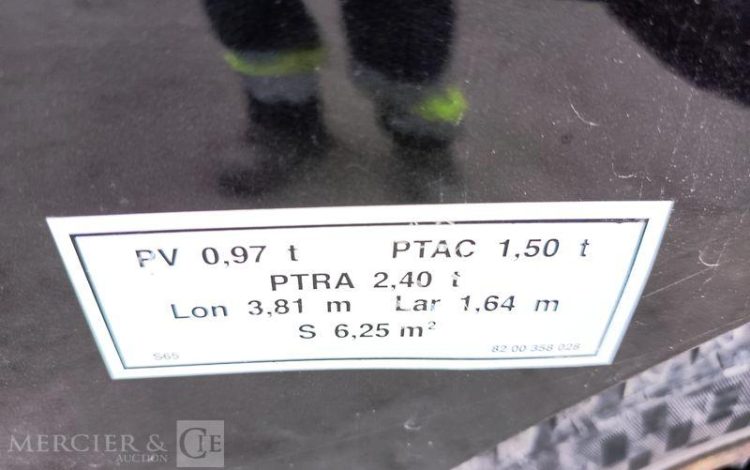 PV 0,97 t PTAC 1,50 t
PTRA 2,40 t
Lon 3,81 m Lar 1,64 m
S 6,25 m²
S65 82 00 358 028
MERCIER & CIE
AUCTION